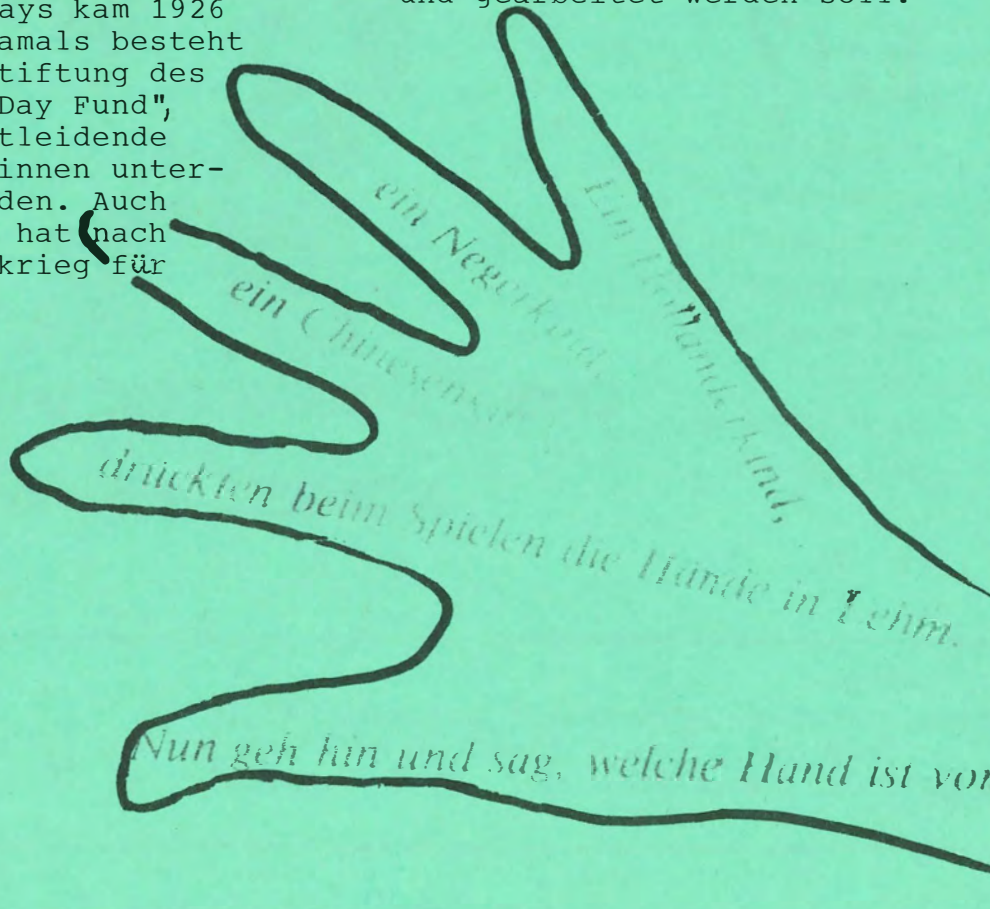 ays kam 1926
amals besteht
tiftung des
Day Fund",
tleidende
innen unter-
den. Auch
hat (nach
krieg für
und gearbeitet werden soll.
Ein Holländerkind,
ein Negerkind,
ein Chinesen
drückten beim Spielen die Hände in Lehm.
Nun geh hin und sag, welche Hand ist von